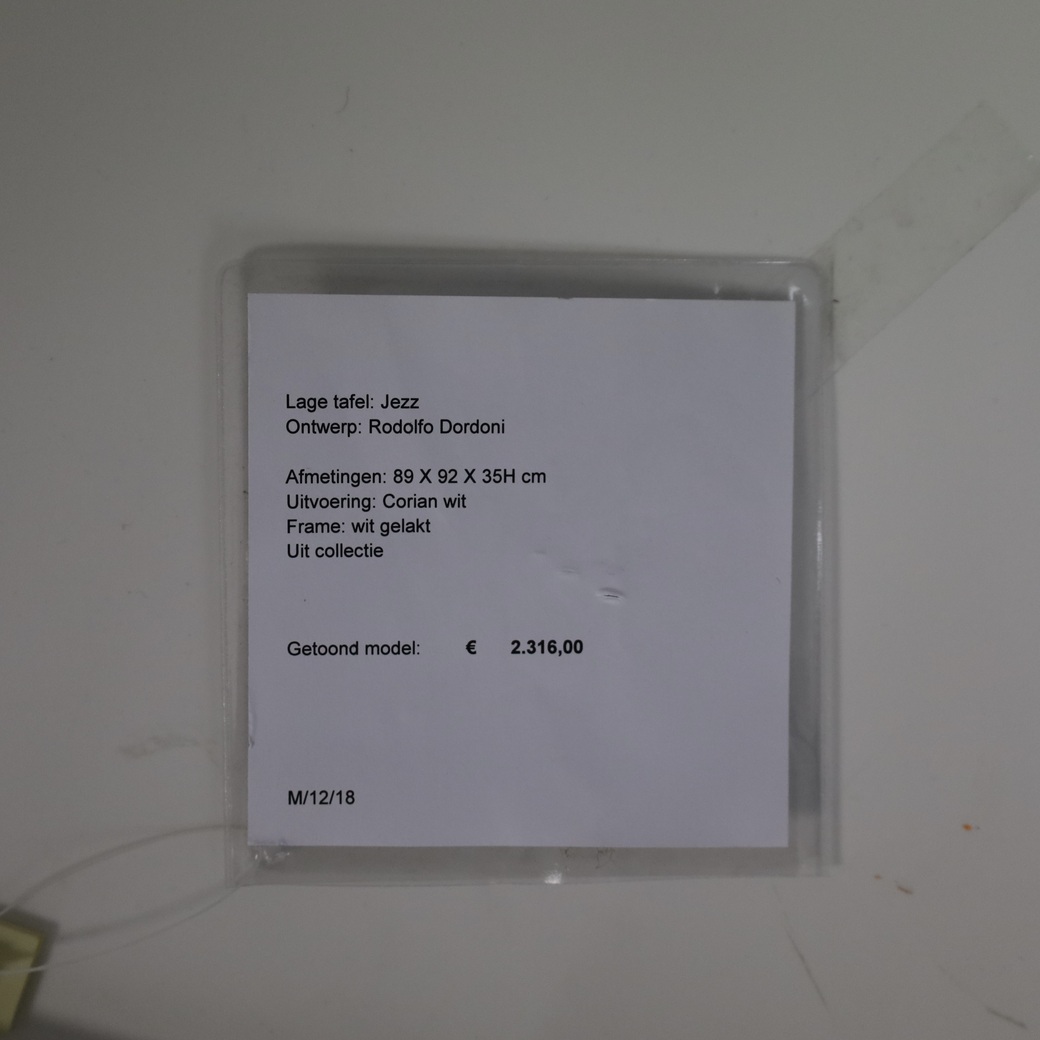 Lage tafel: Jezz
Ontwerp: Rodolfo Dordoni
Afmetingen: 89 X 92 X 35H cm
Uitvoering: Corian wit
Frame: wit gelakt
Uit collectie
Getoond model: € 2.316,00
M/12/18